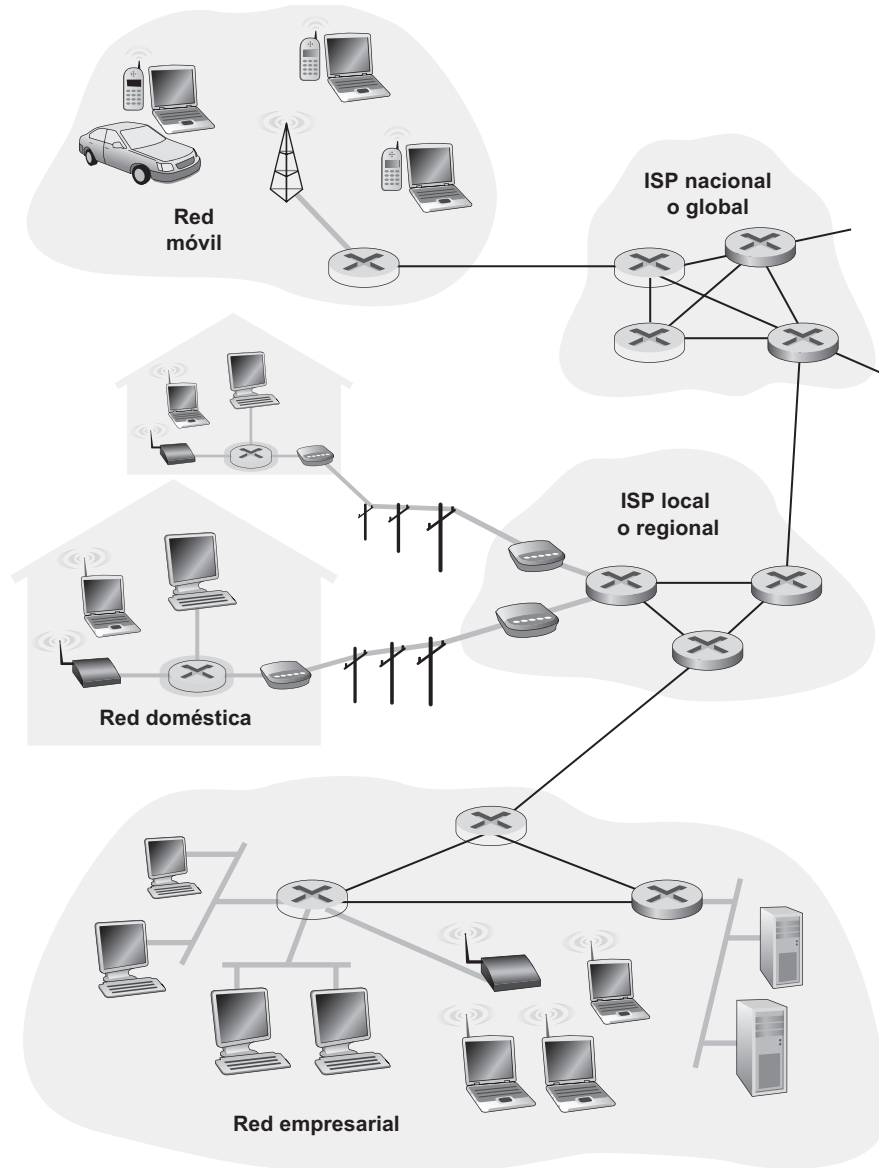 Red
móvil
ISP nacional
o global
ISP local
o regional
Red doméstica
Red empresarial